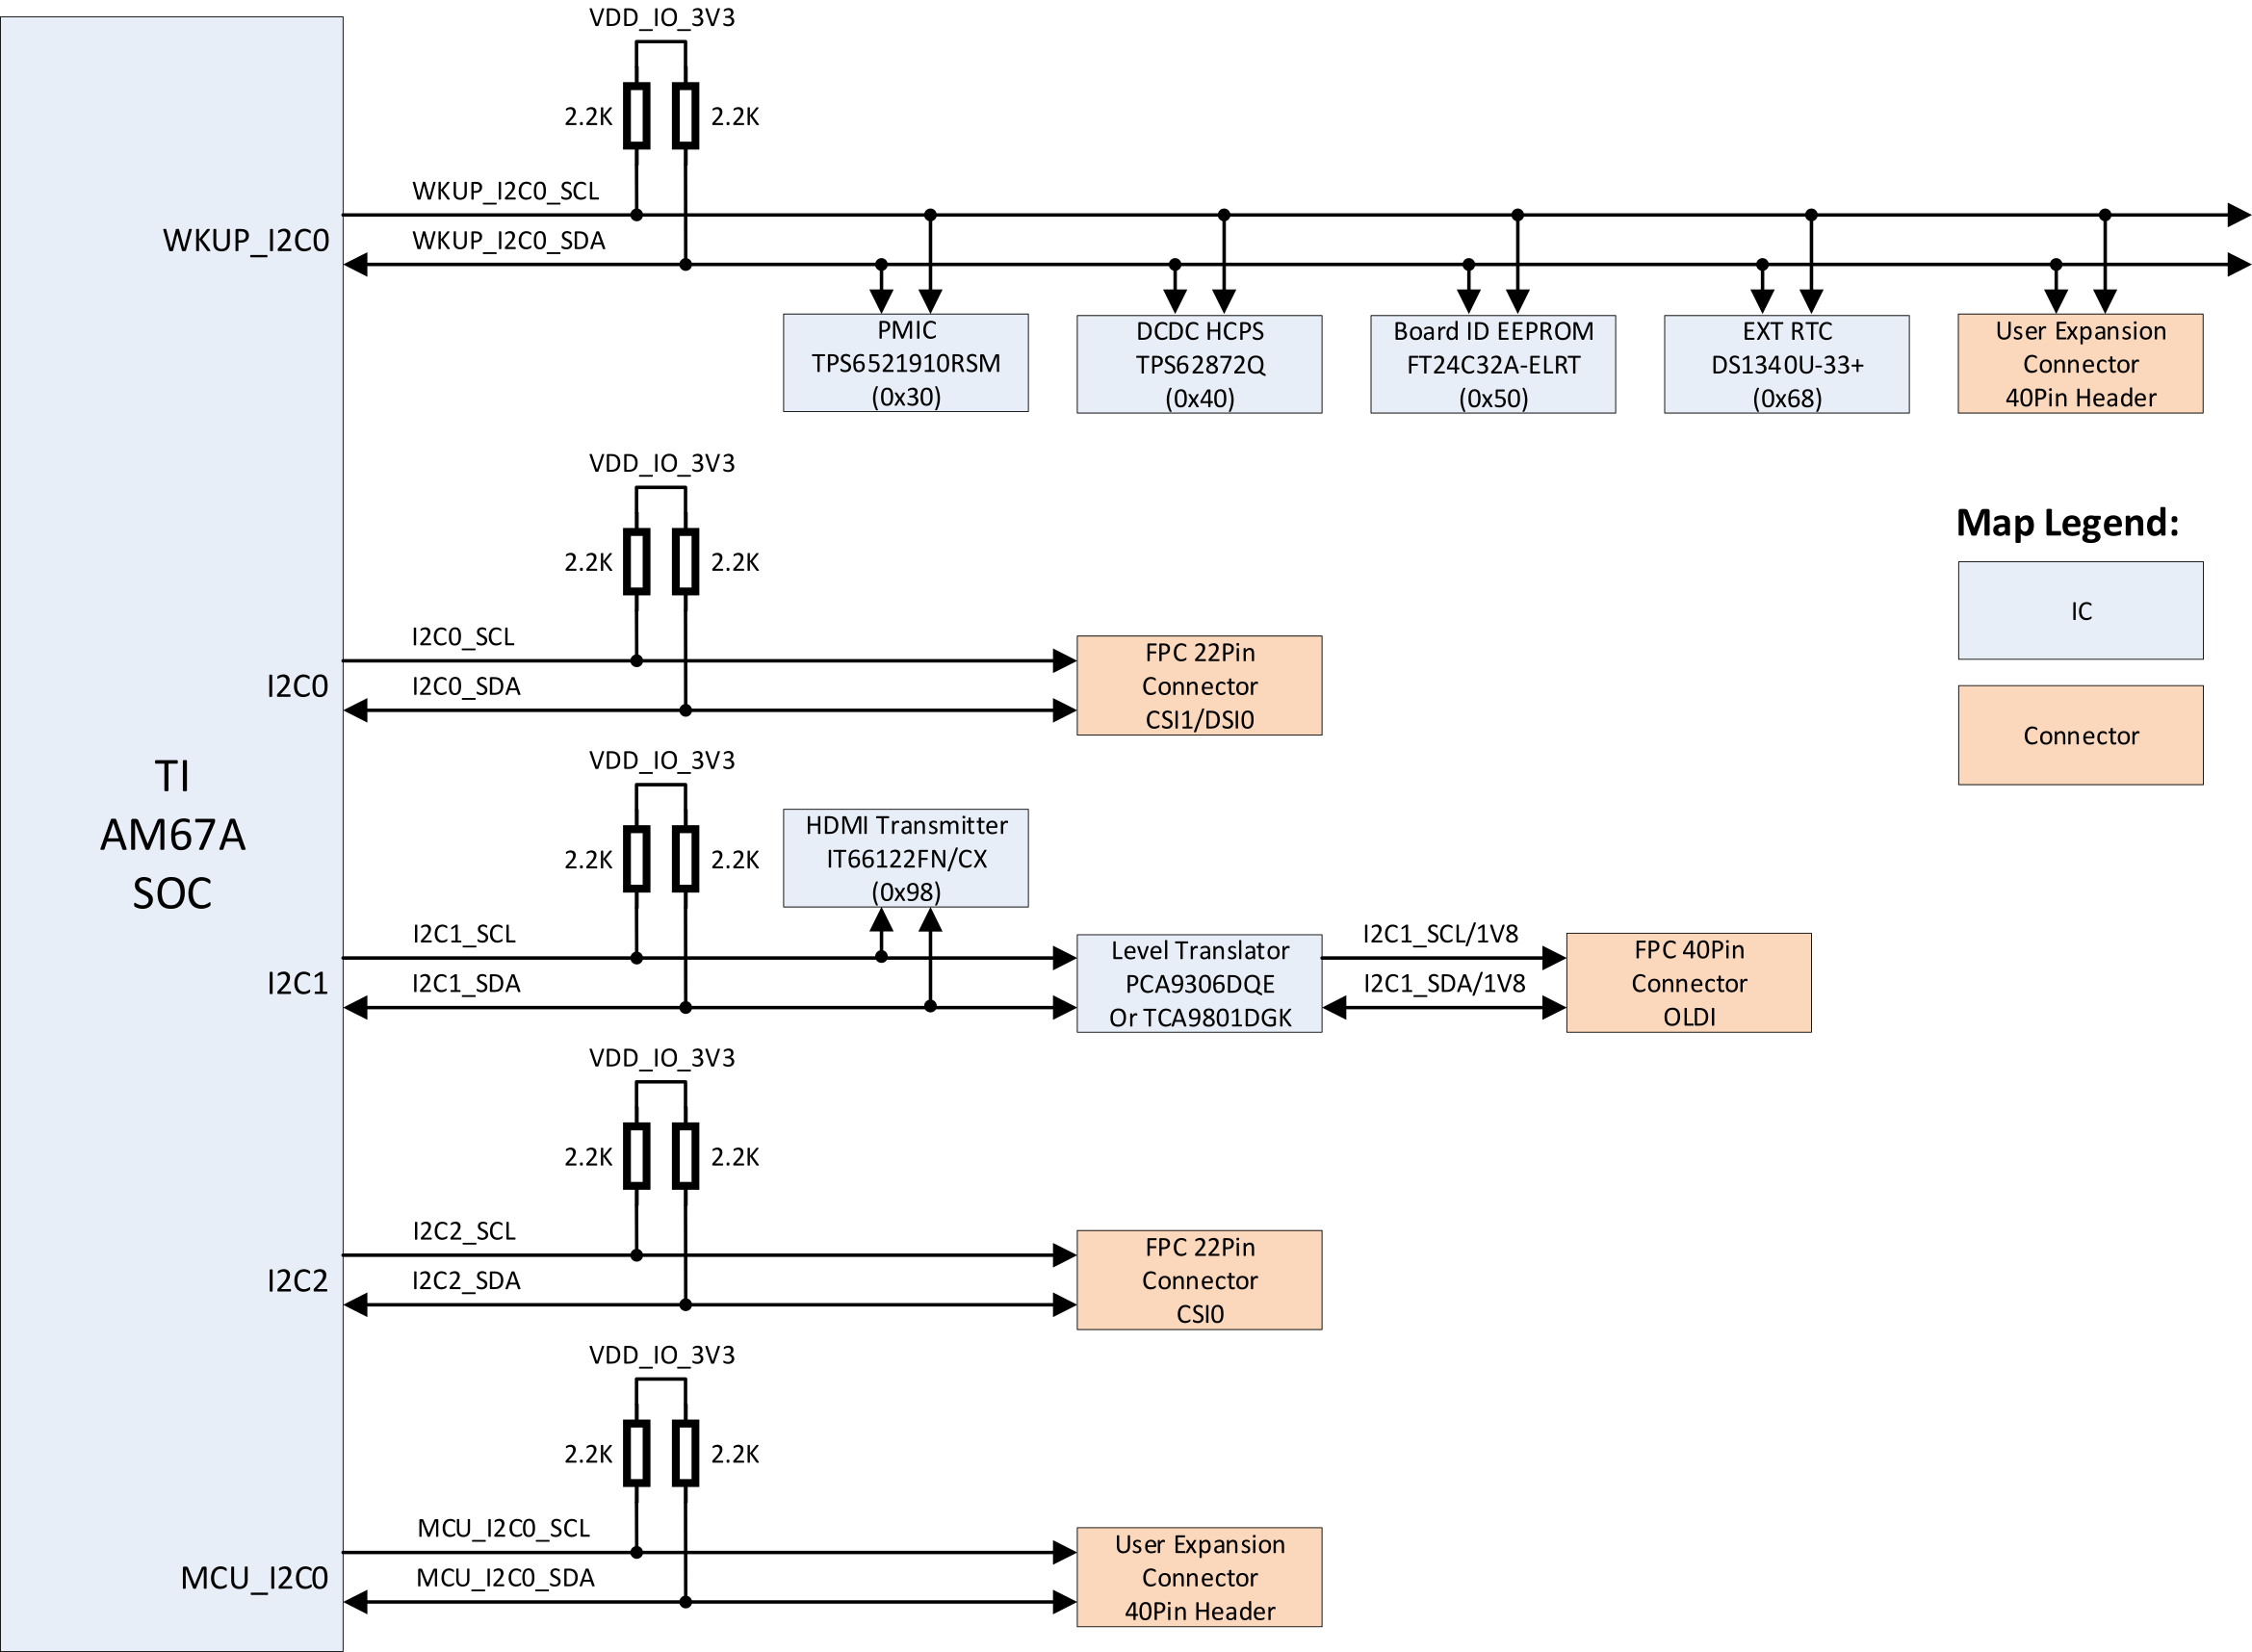 TI
AM67A
SOC
VDD_IO_3V3
2.2K
2.2K
WKUP_I2C0
WKUP_I2C0_SCL
WKUP_I2C0_SDA
PMIC
TPS6521910RSM
(0x30)
DCDC HCPS
TPS62872Q
(0x40)
Board ID EEPROM
FT24C32A-ELRT
(0x50)
EXT RTC
DS1340U-33+
(0x68)
User Expansion
Connector
40Pin Header
VDD_IO_3V3
2.2K
2.2K
I2C0
I2C0_SCL
I2C0_SDA
FPC 22Pin
Connector
CSI1/DSI0
Map Legend:
IC
Connector
VDD_IO_3V3
2.2K
2.2K
HDMI Transmitter
IT66122FN/CX
(0x98)
I2C1
I2C1_SCL
I2C1_SDA
Level Translator
PCA9306DQE
Or TCA9801DGK
I2C1_SCL/1V8
I2C1_SDA/1V8
FPC 40Pin
Connector
OLDI
VDD_IO_3V3
2.2K
2.2K
I2C2
I2C2_SCL
I2C2_SDA
FPC 22Pin
Connector
CSI0
VDD_IO_3V3
2.2K
2.2K
MCU_I2C0
MCU_I2C0_SCL
MCU_I2C0_SDA
User Expansion
Connector
40Pin Header